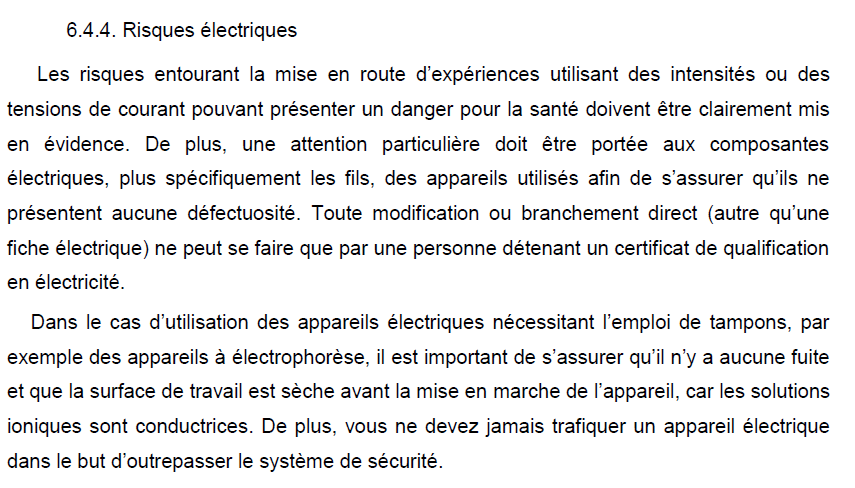 6.4.4. Risques électriques
Les risques entourant la mise en route d’expériences utilisant des intensités ou des
tensions de courant pouvant présenter un danger pour la santé doivent être clairement mis
en évidence. De plus, une attention particulière doit être portée aux composantes
électriques, plus spécifiquement les fils, des appareils utilisés afin de s’assurer qu’ils ne
présentent aucune défectuosité. Toute modification ou branchement direct (autre qu’une
fiche électrique) ne peut se faire que par une personne détenant un certificat de qualification
en électricité.
Dans le cas d’utilisation des appareils électriques nécessitant l’emploi de tampons, par
exemple des appareils à électrophorèse, il est important de s’assurer qu’il n’y a aucune fuite
et que la surface de travail est sèche avant la mise en marche de l’appareil, car les solutions
ioniques sont conductrices. De plus, vous ne devez jamais trafiquer un appareil électrique
dans le but d’outrepasser le système de sécurité.